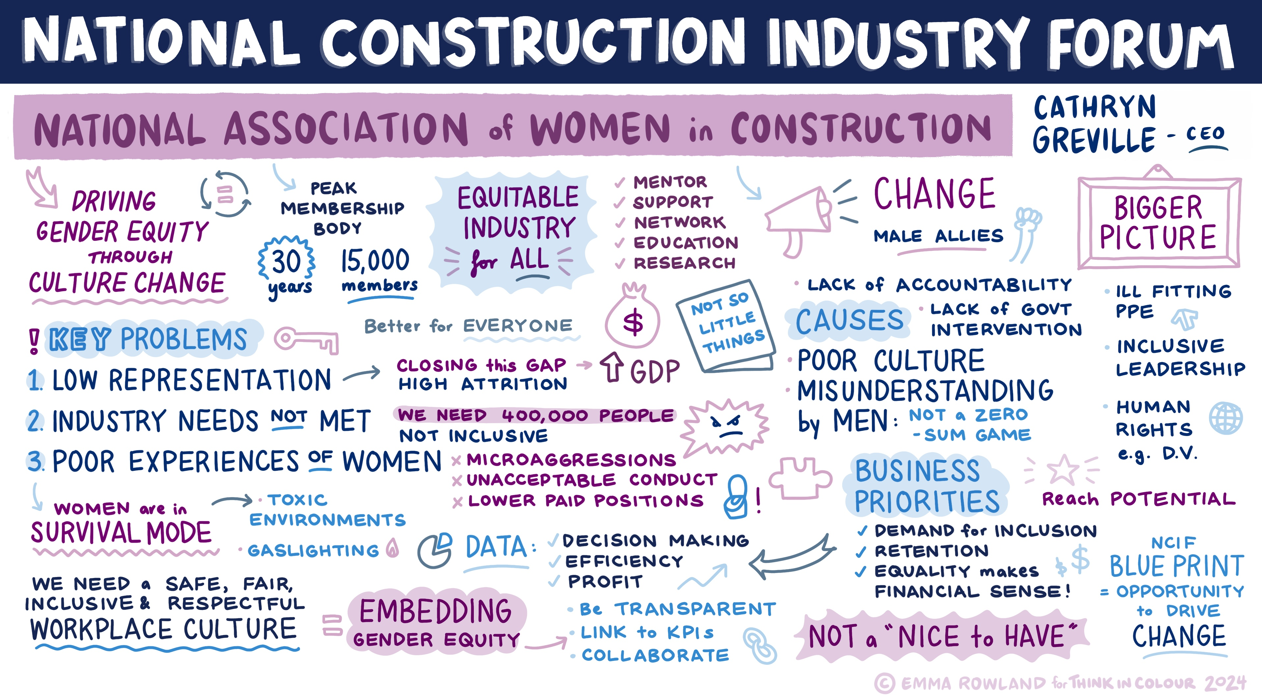 NATIONAL CONSTRUCTION INDUSTRY FORUM
NATIONAL ASSOCIATION of WOMEN in CONSTRUCTION
CATHRYN
GREVILLE - CEO
DRIVING
GENDER EQUITY
THROUGH
CULTURE CHANGE
=
PEAK
MEMBERSHIP
BODY
30
years
15,000
members
EQUITABLE
INDUSTRY
for ALL
✓ MENTOR
✓ SUPPORT
✓ NETWORK
✓ EDUCATION
✓ RESEARCH
CHANGE
MALE ALLIES
BIGGER
PICTURE
! KEY PROBLEMS
Better for EVERYONE
1. LOW REPRESENTATION
CLOSING this GAP
HIGH ATTRITION
$
GDP
NOT SO
LITTLE
THINGS
2. INDUSTRY NEEDS NOT MET
WE NEED 400,000 PEOPLE
NOT INCLUSIVE
3. POOR EXPERIENCES OF WOMEN
x MICROAGGRESSIONS
x UNACCEPTABLE CONDUCT
x LOWER PAID POSITIONS
!
CAUSES
• LACK of ACCOUNTABILITY
• LACK of GOVT
INTERVENTION
• POOR CULTURE
• MISUNDERSTANDING
by MEN: NOT a ZERO
-SUM GAME
• ILL FITTING
PPE
• INCLUSIVE
LEADERSHIP
• HUMAN
RIGHTS
e.g. D.V.
WOMEN are in
SURVIVAL MODE
• TOXIC
ENVIRONMENTS
• GASLIGHTING
DATA:
✓ DECISION MAKING
✓ EFFICIENCY
✓ PROFIT
BUSINESS
PRIORITIES
✓ DEMAND for INCLUSION
✓ RETENTION
✓ EQUALITY makes
FINANCIAL SENSE!
$ $
Reach POTENTIAL
WE NEED a SAFE, FAIR,
INCLUSIVE & RESPECTFUL
WORKPLACE CULTURE
=
EMBEDDING
GENDER EQUITY
• Be TRANSPARENT
• LINK to KPIs
• COLLABORATE
NOT a "NICE to HAVE"
NCIF
BLUE PRINT
= OPPORTUNITY
to DRIVE
CHANGE
© EMMA ROWLAND for THINK IN COLOUR 2024